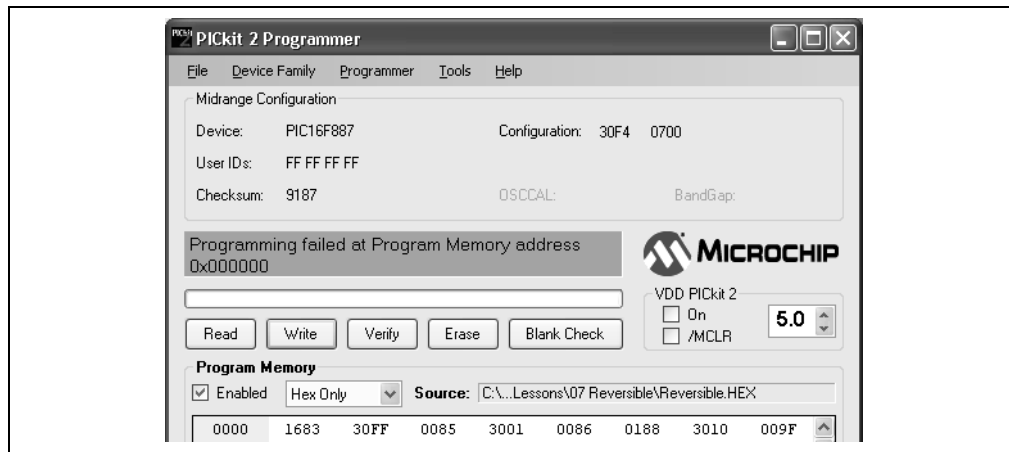 PICkit 2 Programmer
File Device Family Programmer Tools Help
Midrange Configuration
Device: PIC16F887 Configuration: 30F4 0700
User IDs: FF FF FF FF
Checksum: 9187 OSCCAL: BandGap:
Programming failed at Program Memory address
0x000000
MICROCHIP
VDD PICkit 2
On
/MCLR
5.0
Read Write Verify Erase Blank Check
Program Memory
Enabled Hex Only Source: C:\...Lessons\07 Reversible\Reversible.HEX
0000 1683 30FF 0085 3001 0086 0188 3010 009F